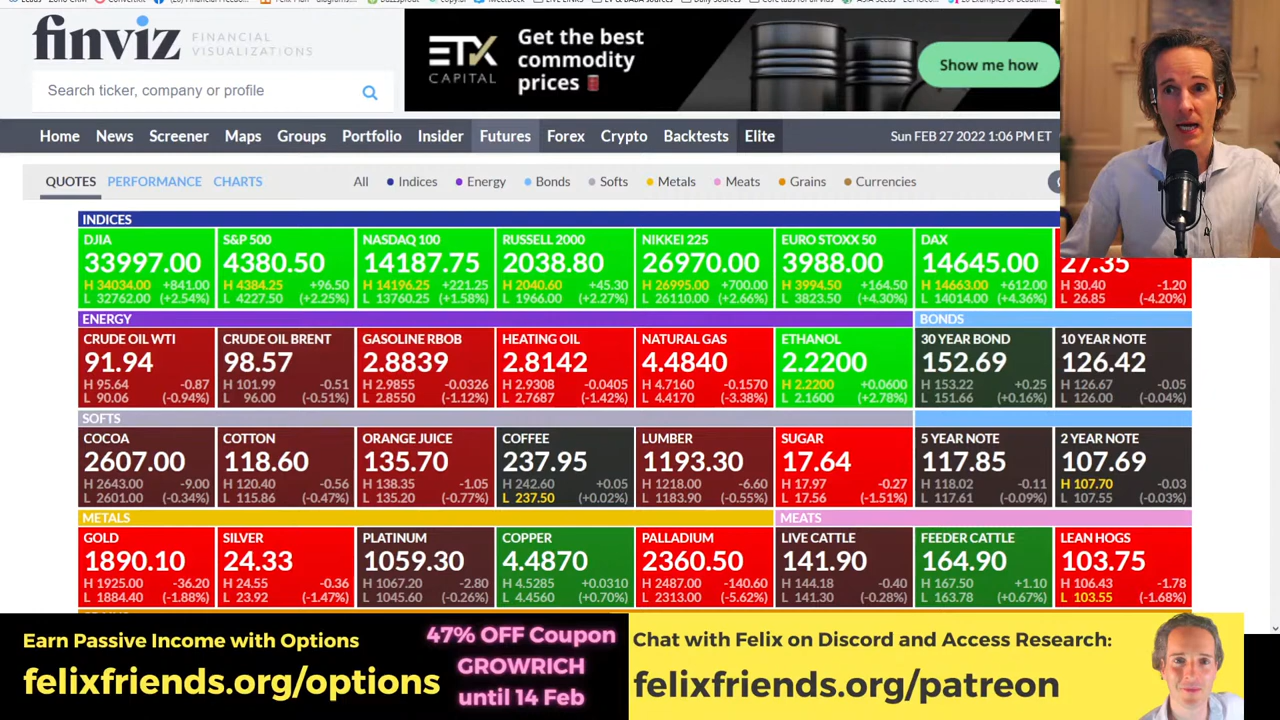 finviz FINANCIAL VISUALIZATIONS
Search ticker, company or profile
ETX CAPITAL
Get the best commodity prices
Show me how
Home News Screener Maps Groups Portfolio Insider Futures Forex Crypto Backtests Elite Sun FEB 27 2022 1:06 PM ET
QUOTES PERFORMANCE CHARTS All Indices Energy Bonds Softs Metals Meats Grains Currencies
INDICES
DJIA S&P 500 NASDAQ 100 RUSSELL 2000 NIKKEI 225 EURO STOXX 50 DAX
33997.00 4380.50 14187.75 2038.80 26970.00 3988.00 14645.00 27.35
H 34034.00 +841.00 H 4384.25 +96.50 H 14196.25 +221.25 H 2040.60 +45.30 H 26995.00 +700.00 H 3994.50 +164.50 H 14663.00 +612.00 H 30.40 -1.20
L 32762.00 (+2.54%) L 4227.50 (+2.25%) L 13760.25 (+1.58%) L 1966.00 (+2.27%) L 26110.00 (+2.66%) L 3823.50 (+4.30%) L 14014.00 (+4.36%) L 26.85 (-4.20%)
ENERGY BONDS
CRUDE OIL WTI CRUDE OIL BRENT GASOLINE RBOB HEATING OIL NATURAL GAS ETHANOL 30 YEAR BOND 10 YEAR NOTE
91.94 98.57 2.8839 2.8142 4.4840 2.2200 152.69 126.42
H 95.64 -0.87 H 101.99 -0.51 H 2.9855 -0.0326 H 2.9308 -0.0405 H 4.7160 -0.1570 H 2.2200 +0.0600 H 153.22 +0.25 H 126.67 -0.05
L 90.06 (-0.94%) L 96.00 (-0.51%) L 2.8550 (-1.12%) L 2.7687 (-1.42%) L 4.4170 (-3.38%) L 2.1600 (+2.78%) L 151.66 (+0.16%) L 126.00 (-0.04%)
SOFTS
COCOA COTTON ORANGE JUICE COFFEE LUMBER SUGAR 5 YEAR NOTE 2 YEAR NOTE
2607.00 118.60 135.70 237.95 1193.30 17.64 117.85 107.69
H 2643.00 -9.00 H 120.40 -0.56 H 138.35 -1.05 H 242.60 +0.05 H 1218.00 -6.60 H 17.97 -0.27 H 118.02 -0.11 H 107.70 -0.03
L 2601.00 (-0.34%) L 115.86 (-0.47%) L 135.20 (-0.77%) L 237.50 (+0.02%) L 1183.90 (-0.55%) L 17.56 (-1.51%) L 117.61 (-0.09%) L 107.55 (-0.03%)
METALS MEATS
GOLD SILVER PLATINUM COPPER PALLADIUM LIVE CATTLE FEEDER CATTLE LEAN HOGS
1890.10 24.33 1059.30 4.4870 2360.50 141.90 164.90 103.75
H 1925.00 -36.20 H 24.55 -0.36 H 1067.20 -2.80 H 4.5285 +0.0310 H 2487.00 -140.60 H 144.18 -0.40 H 167.50 +1.10 H 106.43 -1.78
L 1884.40 (-1.88%) L 23.92 (-1.47%) L 1045.60 (-0.26%) L 4.4560 (+0.70%) L 2313.00 (-5.62%) L 141.30 (-0.28%) L 163.78 (+0.67%) L 103.55 (-1.68%)
Earn Passive Income with Options
felixfriends.org/options
47% OFF Coupon
GROWRICH
until 14 Feb
Chat with Felix on Discord and Access Research:
felixfriends.org/patreon